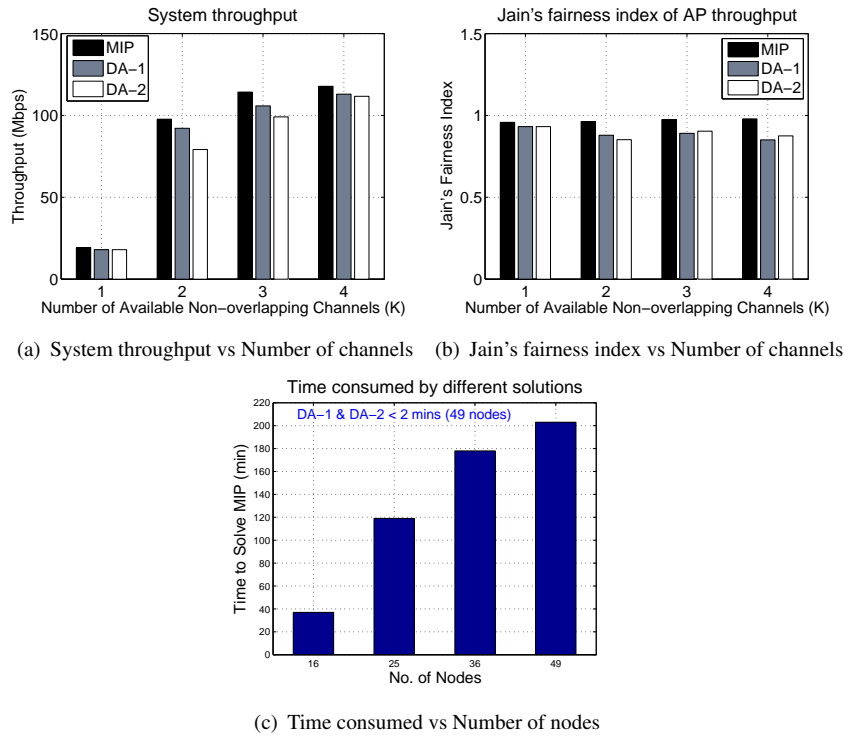 System throughput
150
100
50
0
Throughput (Mbps)
MIP
DA−1
DA−2
1 2 3 4
Number of Available Non−overlapping Channels (K)
(a) System throughput vs Number of channels
Jain's fairness index of AP throughput
1.5
1
0.5
0
Jain's Fairness Index
MIP
DA−1
DA−2
1 2 3 4
Number of Available Non−overlapping Channels (K)
(b) Jain's fairness index vs Number of channels
Time consumed by different solutions
DA−1 & DA−2 < 2 mins (49 nodes)
220
200
180
160
140
120
100
80
60
40
20
0
Time to Solve MIP (min)
16 25 36 49
No. of Nodes
(c) Time consumed vs Number of nodes